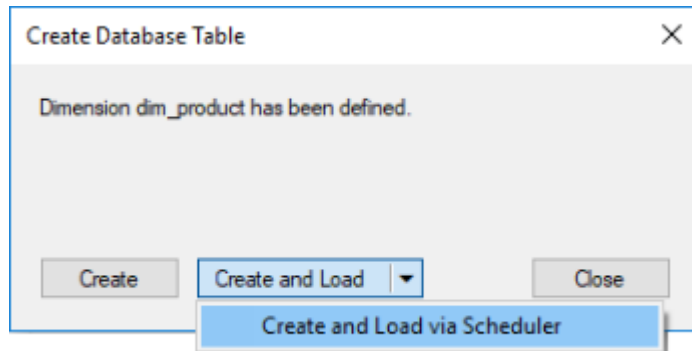 Create Database Table
Dimension dim_product has been defined.
Create Create and Load Close
Create and Load via Scheduler